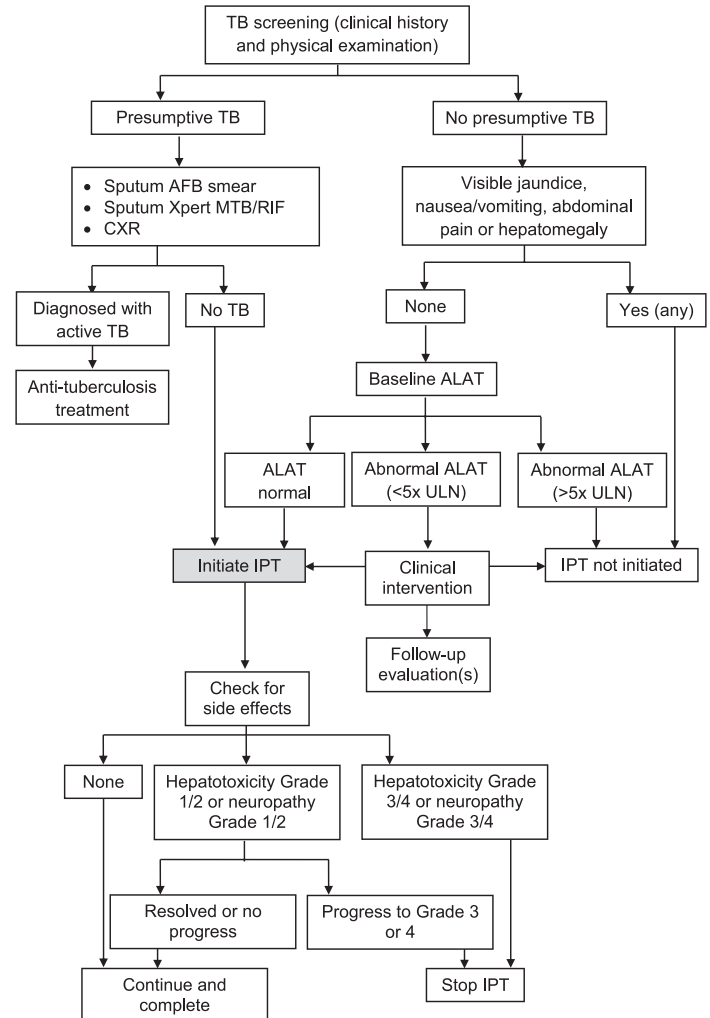 TB screening (clinical history
and physical examination)
Presumptive TB
No presumptive TB
• Sputum AFB smear
• Sputum Xpert MTB/RIF
• CXR
Visible jaundice,
nausea/vomiting, abdominal
pain or hepatomegaly
Diagnosed with
active TB
No TB
None
Yes (any)
Anti-tuberculosis
treatment
Baseline ALAT
ALAT
normal
Abnormal ALAT
(<5x ULN)
Abnormal ALAT
(>5x ULN)
Initiate IPT
Clinical
intervention
IPT not initiated
Follow-up
evaluation(s)
Check for
side effects
None
Hepatotoxicity Grade
1/2 or neuropathy
Grade 1/2
Hepatotoxicity Grade
3/4 or neuropathy
Grade 3/4
Resolved or no
progress
Progress to Grade 3
or 4
Continue and
complete
Stop IPT